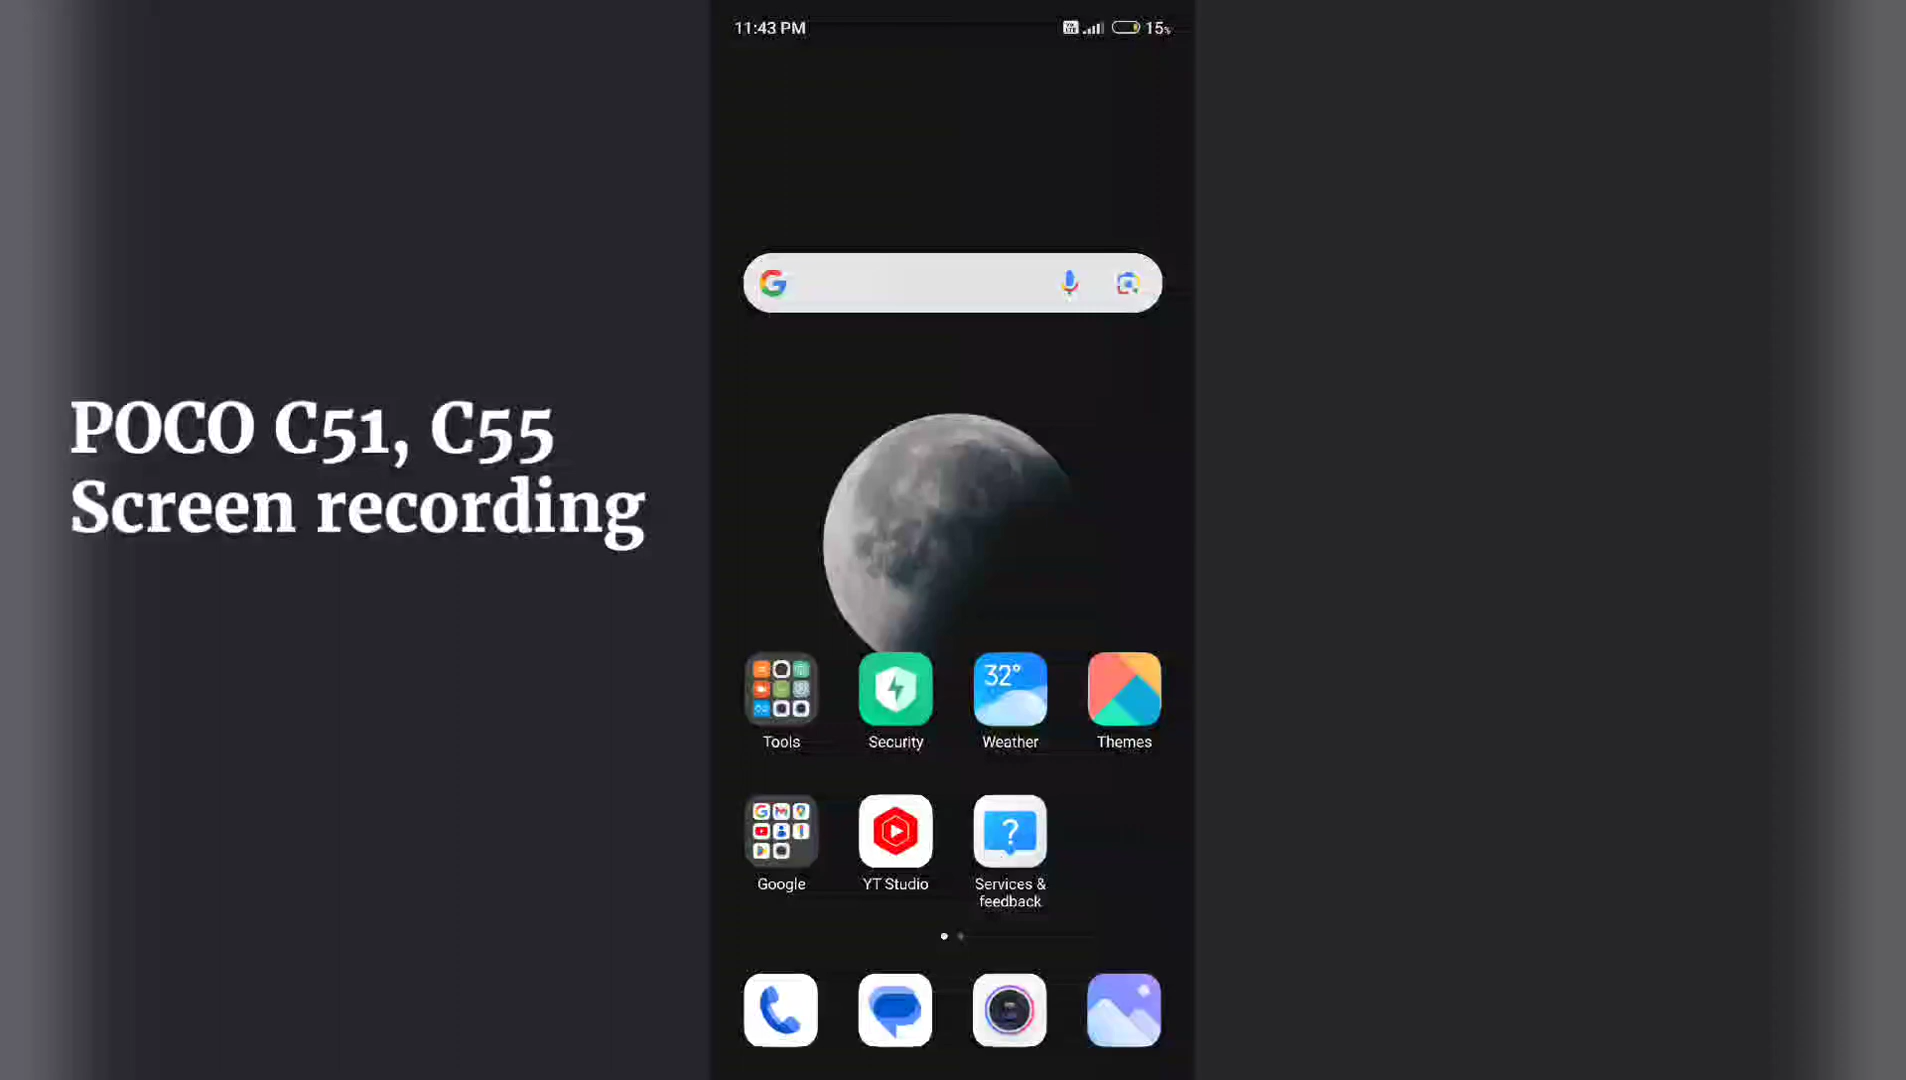 11:43 PM
15%
POCO C51, C55
Screen recording
32°
Tools
Security
Weather
Themes
Google
YT Studio
Services &
feedback